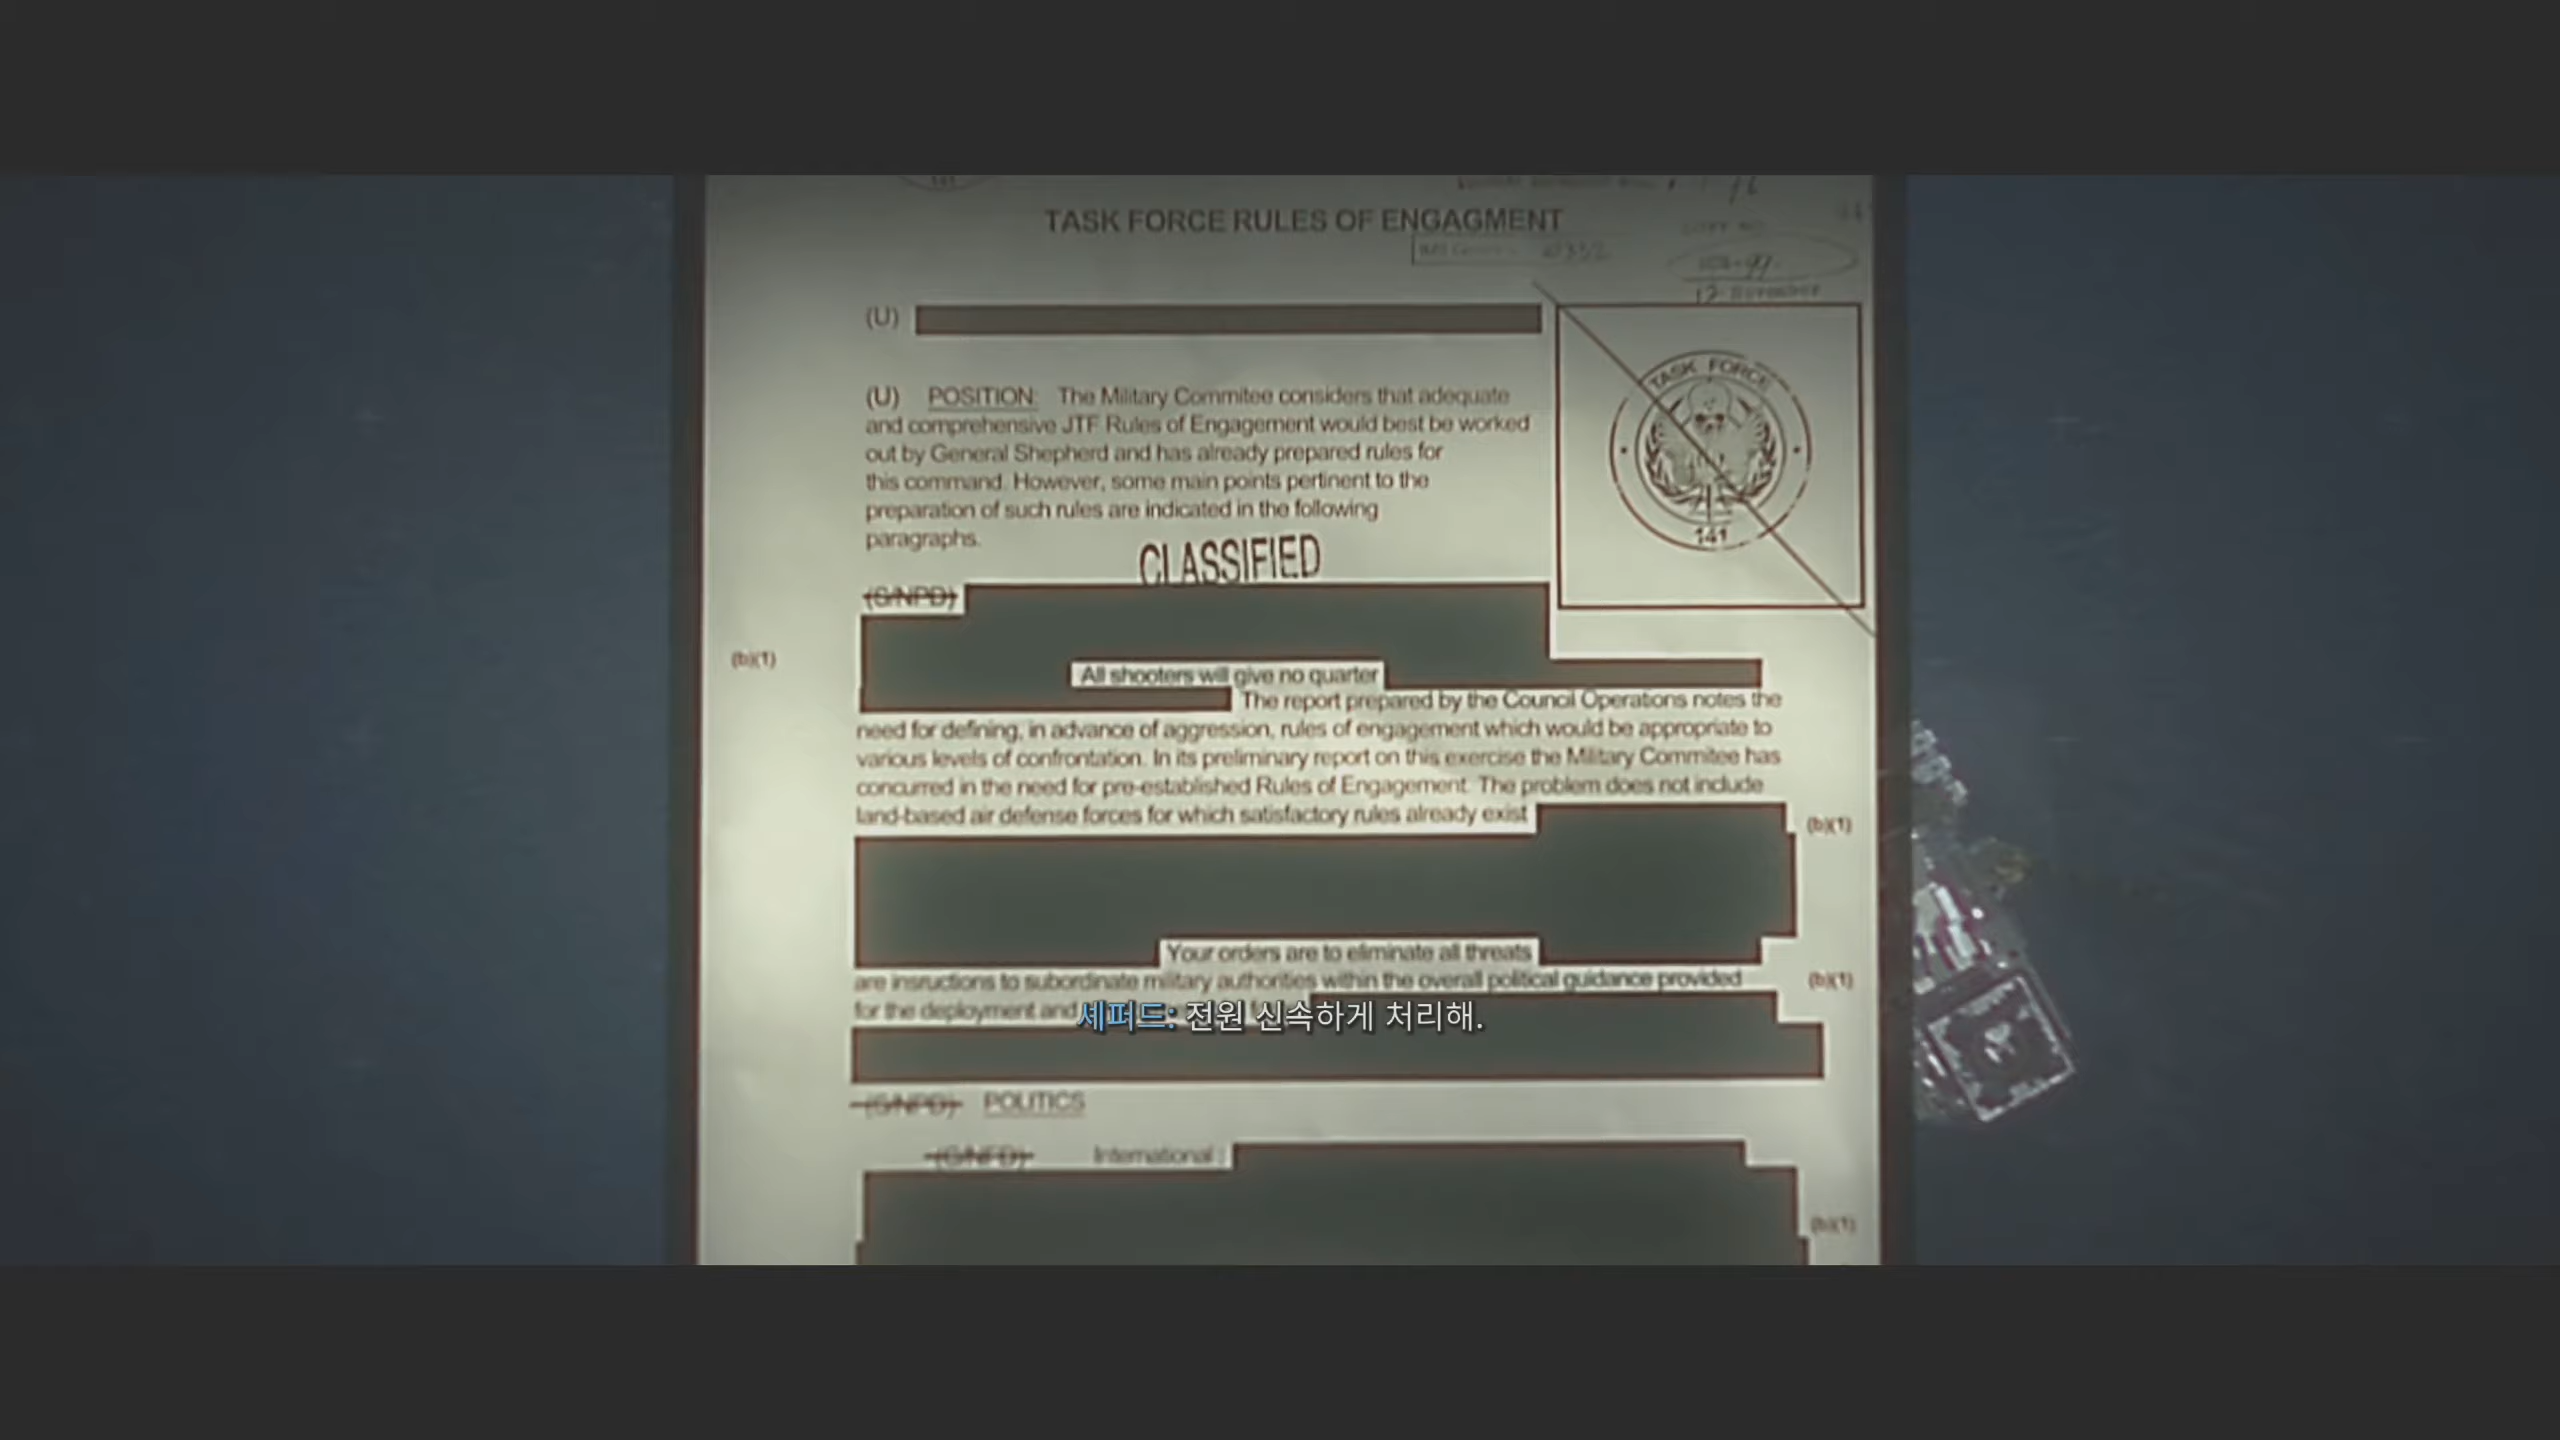 141
TASK FORCE RULES OF ENGAGMENT
(U)
(U) POSITION: The Military Commitee considers that adequate
and comprehensive JTF Rules of Engagement would best be worked
out by General Shepherd and has already prepared rules for
this command. However, some main points pertinent to the
preparation of such rules are indicated in the following
paragraphs.
TASK FORCE
141
CLASSIFIED
(S/NPD)
(b)(1)
All shooters will give no quarter
The report prepared by the Council Operations notes the
need for defining, in advance of aggression, rules of engagement which would be appropriate to
various levels of confrontation. In its preliminary report on this exercise the Military Commitee has
concurred in the need for pre-established Rules of Engagement. The problem does not include
land-based air defense forces for which satisfactory rules already exist
(b)(1)
Your orders are to eliminate all threats
are insructions to subordinate military authorities within the overall political guidance provided
(b)(1)
for the deployment and
셰퍼드: 전원 신속하게 처리해.
POLITICS
International :
(b)(1)